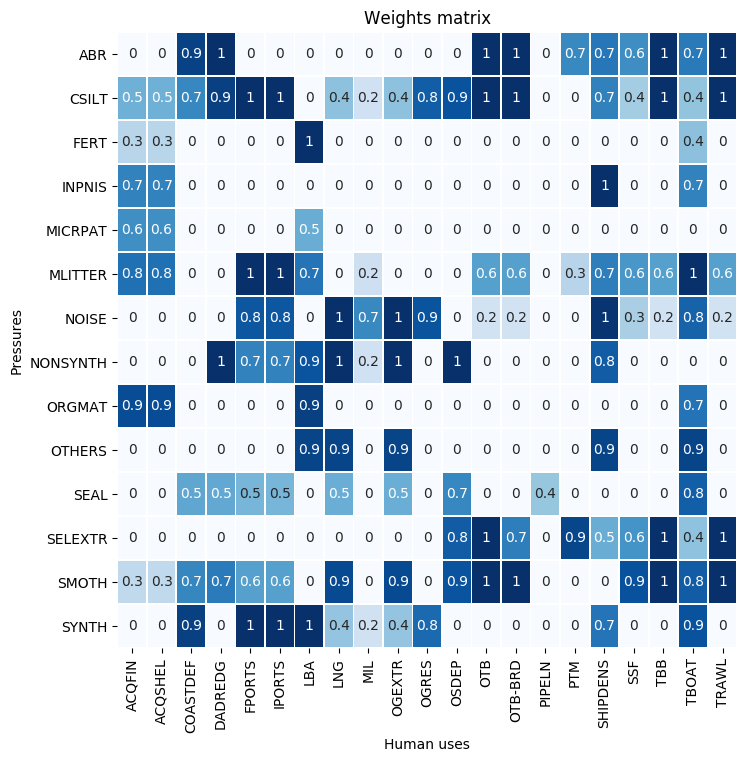 Weights matrix
Pressures
ABR 0 0 0.9 1 0 0 0 0 0 0 0 0 1 1 0 0.7 0.7 0.6 1 0.7 1
CSILT 0.5 0.5 0.7 0.9 1 1 0 0.4 0.2 0.4 0.8 0.9 1 1 0 0 0.7 0.4 1 0.4 1
FERT 0.3 0.3 0 0 0 0 1 0 0 0 0 0 0 0 0 0 0 0 0 0.4 0
INPNIS 0.7 0.7 0 0 0 0 0 0 0 0 0 0 0 0 0 0 1 0 0 0.7 0
MICRPAT 0.6 0.6 0 0 0 0 0.5 0 0 0 0 0 0 0 0 0 0 0 0 0 0
MLITTER 0.8 0.8 0 0 1 1 0.7 0 0.2 0 0 0 0.6 0.6 0 0.3 0.7 0.6 0.6 1 0.6
NOISE 0 0 0 0 0.8 0.8 0 1 0.7 1 0.9 0 0.2 0.2 0 0 1 0.3 0.2 0.8 0.2
NONSYNTH 0 0 0 1 0.7 0.7 0.9 1 0.2 1 0 1 0 0 0 0 0.8 0 0 0 0
ORGMAT 0.9 0.9 0 0 0 0 0.9 0 0 0 0 0 0 0 0 0 0 0 0 0.7 0
OTHERS 0 0 0 0 0 0 0.9 0.9 0 0.9 0 0 0 0 0 0 0.9 0 0 0.9 0
SEAL 0 0 0.5 0.5 0.5 0.5 0 0.5 0 0.5 0 0.7 0 0 0.4 0 0 0 0 0.8 0
SELEXTR 0 0 0 0 0 0 0 0 0 0 0 0.8 1 0.7 0 0.9 0.5 0.6 1 0.4 1
SMOTH 0.3 0.3 0.7 0.7 0.6 0.6 0 0.9 0 0.9 0 0.9 1 1 0 0 0 0.9 1 0.8 1
SYNTH 0 0 0.9 0 1 1 1 0.4 0.2 0.4 0.8 0 0 0 0 0 0.7 0 0 0.9 0
ACQFIN ACQSHEL COASTDEF DADREDG FPORTS IPORTS LBA LNG MIL OGEXTR OGRES OSDEP OTB OTB-BRD PIPELN PTM SHIPDENS SSF TBB TBOAT TRAWL
Human uses